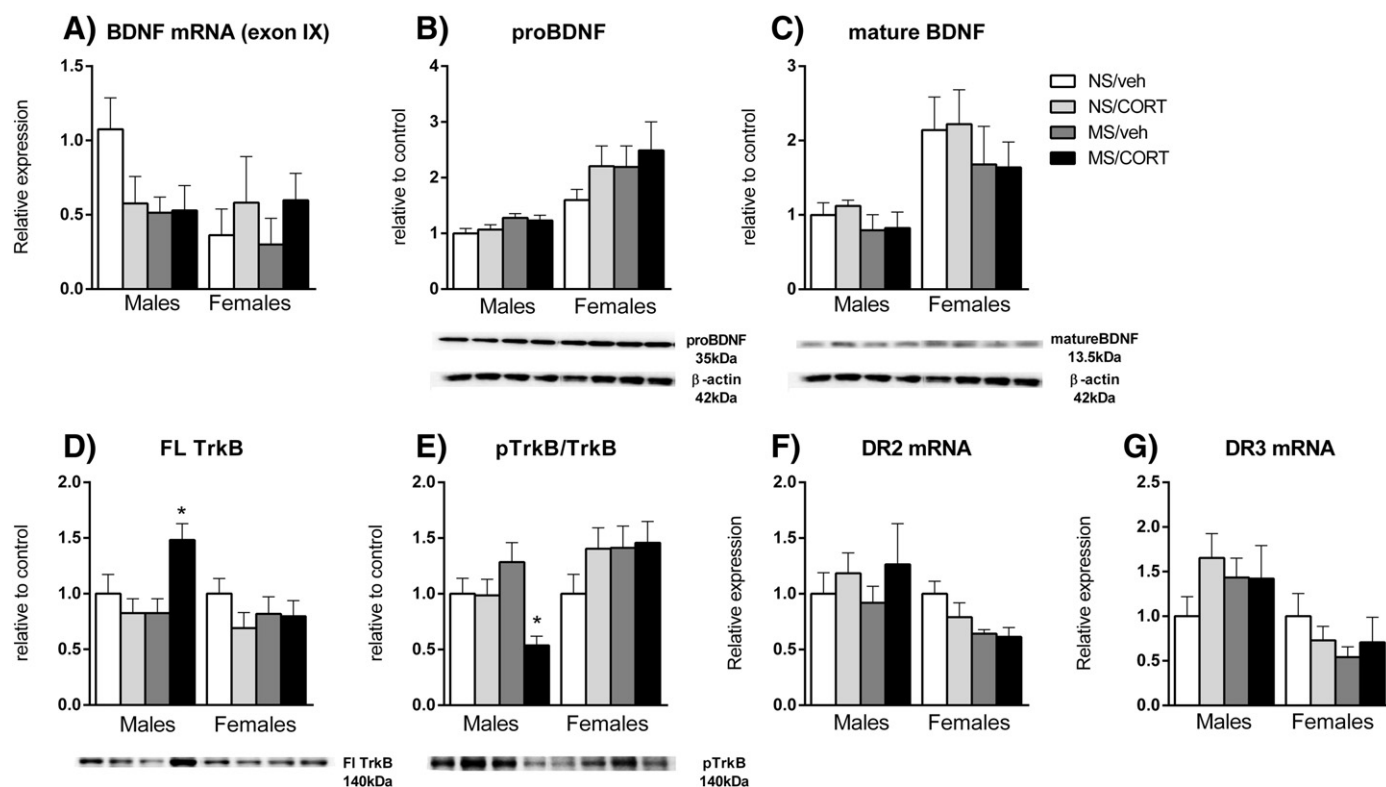 A) BDNF mRNA (exon IX)
Relative expression
1.5
1.0
0.5
0.0
Males Females
B) proBDNF
relative to control
4
3
2
1
0
Males Females
proBDNF
35kDa
β-actin
42kDa
C) mature BDNF
relative to control
3
2
1
0
Males Females
matureBDNF
13.5kDa
β-actin
42kDa
NS/veh
NS/CORT
MS/veh
MS/CORT
D) FL TrkB
relative to control
2.0
1.5
1.0
0.5
0.0
*
Males Females
Fl TrkB
140kDa
E) pTrkB/TrkB
relative to control
2.0
1.5
1.0
0.5
0.0
*
Males Females
pTrkB
140kDa
F) DR2 mRNA
Relative expression
2.0
1.5
1.0
0.5
0.0
Males Females
G) DR3 mRNA
Relative expression
2.5
2.0
1.5
1.0
0.5
0.0
Males Females